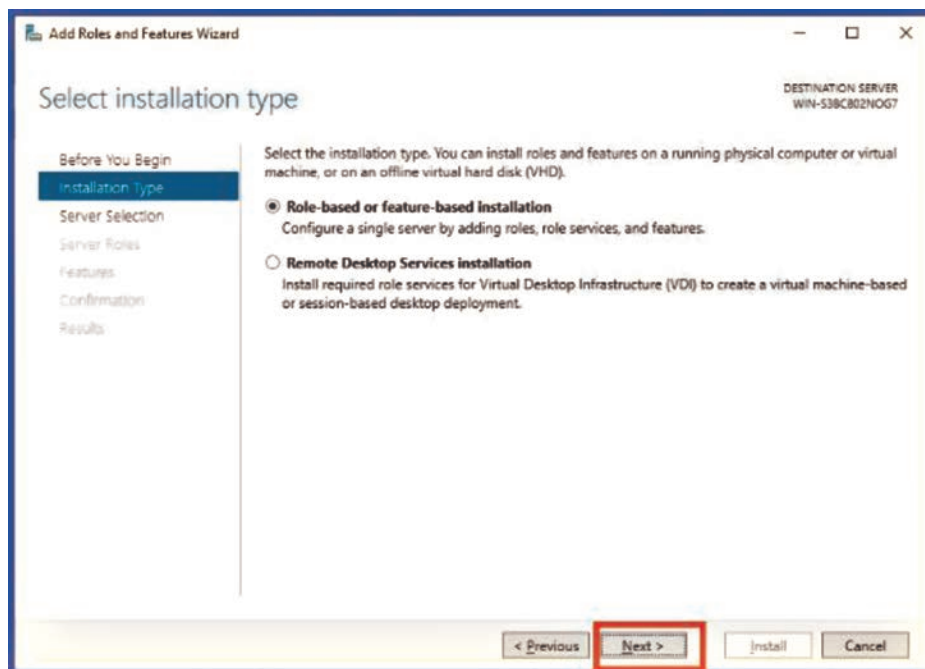 Add Roles and Features Wizard
Select installation type
DESTINATION SERVER
WIN-S3BC802NOG7
Before You Begin
Installation Type
Server Selection
Server Roles
Features
Confirmation
Results
Select the installation type. You can install roles and features on a running physical computer or virtual
machine, or on an offline virtual hard disk (VHD).
Role-based or feature-based installation
Configure a single server by adding roles, role services, and features.
Remote Desktop Services installation
Install required role services for Virtual Desktop Infrastructure (VDI) to create a virtual machine-based
or session-based desktop deployment.
< Previous
Next >
Install
Cancel